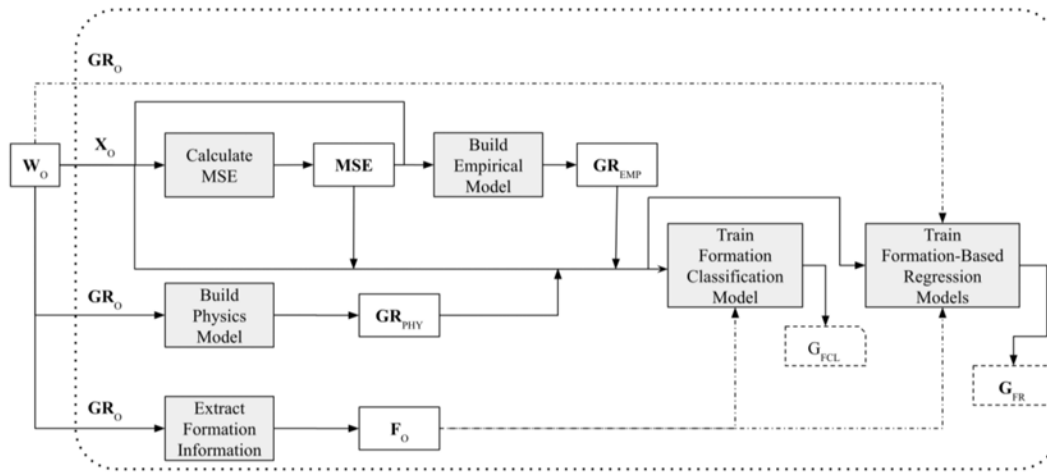 GR_O
W_O
X_O
Calculate
MSE
MSE
Build
Empirical
Model
GR_EMP
Train
Formation
Classification
Model
Train
Formation-Based
Regression
Models
GR_O
Build
Physics
Model
GR_PHY
G_FCL
G_FR
GR_O
Extract
Formation
Information
F_O